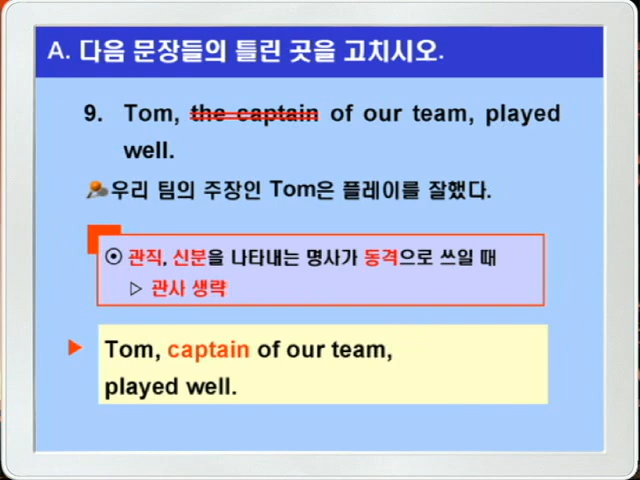 A. 다음 문장들의 틀린 곳을 고치시오.
9. Tom, the captain of our team, played
well.
우리 팀의 주장인 Tom은 플레이를 잘했다.
⊙ 관직, 신분을 나타내는 명사가 동격으로 쓰일 때
▷ 관사 생략
▶ Tom, captain of our team,
played well.